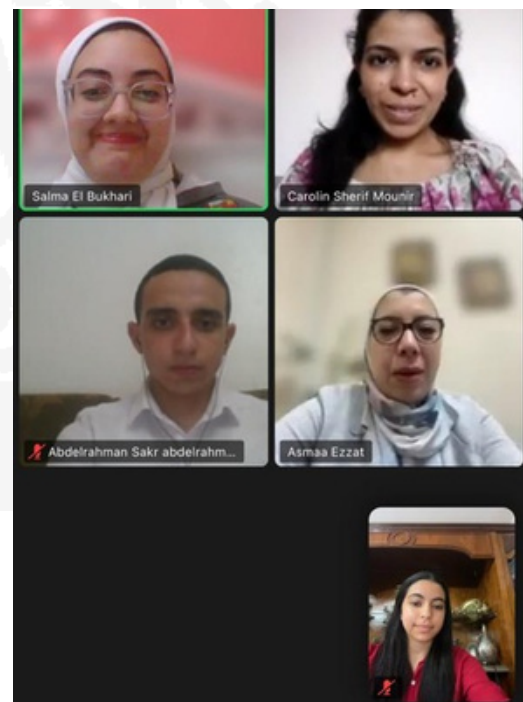 Salma El Bukhari
Carolin Sherif Mounir
Abdelrahman Sakr abdelrahm...
Asmaa Ezzat